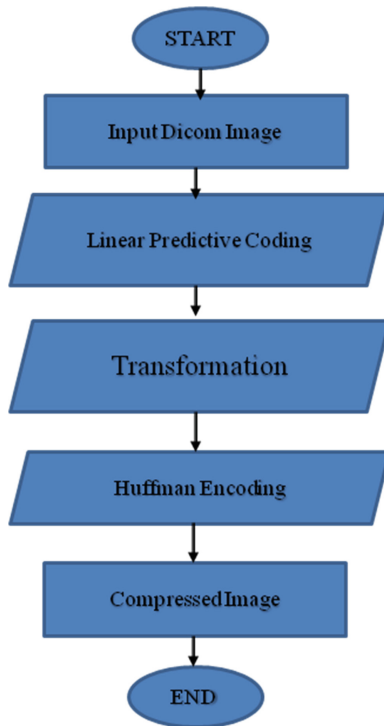 START
Input Dicom Image
Linear Predictive Coding
Transformation
Huffman Encoding
Compressed Image
END